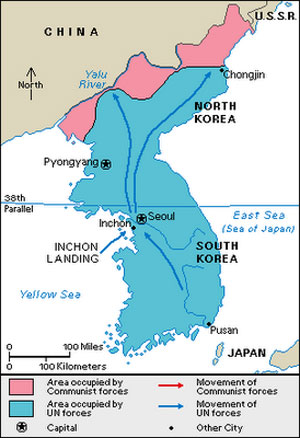 CHINA
U.S.S.R.
North
Yalu
River
Chongjin
NORTH
KOREA
Pyongyang
38th
Parallel
Seoul
East Sea
(Sea of Japan)
Inchon
INCHON
LANDING
SOUTH
KOREA
Yellow Sea
Pusan
0 100 Miles
0 100 Kilometers
JAPAN
Area occupied by
Communist forces
Movement of
Communist forces
Area occupied by
UN forces
Movement of
UN forces
Capital
Other City